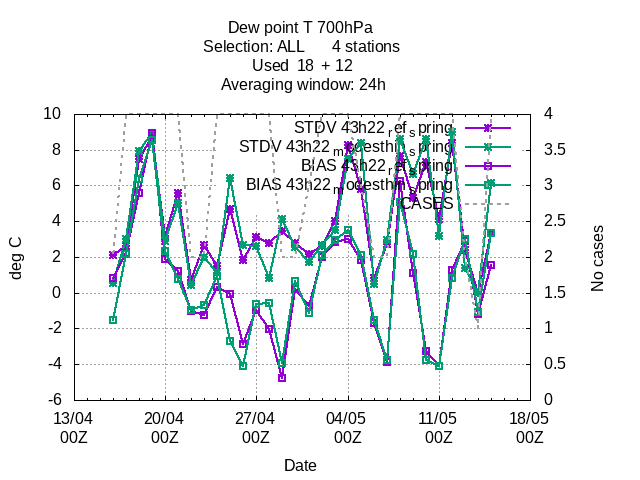 Dew point T 700hPa
Selection: ALL 4 stations
Used 18 + 12
Averaging window: 24h
10 4
8 3.5
6 3
4 2.5
2 2
0 1.5
-2 1
-4 0.5
-6 0
deg C
No cases
STDV 43h22_ref_spring
STDV 43h22_mocesthl_spring
BIAS 43h22_ref_spring
BIAS 43h22_mocesthl_spring
CASES
13/04 20/04 27/04 04/05 11/05 18/05
00Z 00Z 00Z 00Z 00Z 00Z
Date